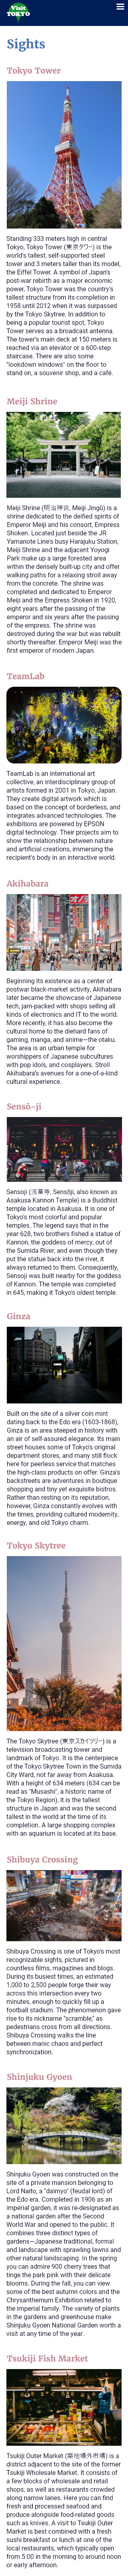 Visit
TOKYO
Sights
Tokyo Tower
Standing 333 meters high in central
Tokyo, Tokyo Tower (東京タワー) is the
world's tallest, self-supported steel
tower and 3 meters taller than its model,
the Eiffel Tower. A symbol of Japan's
post-war rebirth as a major economic
power, Tokyo Tower was the country's
tallest structure from its completion in
1958 until 2012 when it was surpassed
by the Tokyo Skytree. In addition to
being a popular tourist spot, Tokyo
Tower serves as a broadcast antenna.
The tower's main deck at 150 meters is
reached via an elevator or a 600-step
staircase. There are also some
"lookdown windows" on the floor to
stand on, a souvenir shop, and a café.
Meiji Shrine
Meiji Shrine (明治神宮, Meiji Jingū) is a
shrine dedicated to the deified spirits of
Emperor Meiji and his consort, Empress
Shoken. Located just beside the JR
Yamanote Line's busy Harajuku Station,
Meiji Shrine and the adjacent Yoyogi
Park make up a large forested area
within the densely built-up city and offer
walking paths for a relaxing stroll away
from the concrete. The shrine was
completed and dedicated to Emperor
Meiji and the Empress Shoken in 1920,
eight years after the passing of the
emperor and six years after the passing
of the empress. The shrine was
destroyed during the war but was rebuilt
shortly thereafter. Emperor Meiji was the
first emperor of modern Japan.
TeamLab
TeamLab is an international art
collective, an interdisciplinary group of
artists formed in 2001 in Tokyo, Japan.
They create digital artwork which is
based on the concept of borderless, and
integrates advanced technologies. The
exhibitions are powered by EPSON
digital technology. Their projects aim to
show the relationship between nature
and artificial creations, immersing the
recipient's body in an interactive world.
Akihabara
Beginning its existence as a center of
postwar black-market activity, Akihabara
later became the showcase of Japanese
tech, jam-packed with shops selling all
kinds of electronics and IT to the world.
More recently, it has also become the
cultural home to the diehard fans of
gaming, manga, and anime—the otaku.
The area is an urban temple for
worshippers of Japanese subcultures
with pop idols, and cosplayers. Stroll
Akihabara's avenues for a one-of-a-kind
cultural experience.
Sensō-ji
Sensoji (浅草寺, Sensōji, also known as
Asakusa Kannon Temple) is a Buddhist
temple located in Asakusa. It is one of
Tokyo's most colorful and popular
temples. The legend says that in the
year 628, two brothers fished a statue of
Kannon, the goddess of mercy, out of
the Sumida River, and even though they
put the statue back into the river, it
always returned to them. Consequently,
Sensoji was built nearby for the goddess
of Kannon. The temple was completed
in 645, making it Tokyo's oldest temple.
Ginza
Built on the site of a silver coin mint
dating back to the Edo era (1603-1868),
Ginza is an area steeped in history with
an air of self-assured elegance. Its main
street houses some of Tokyo's original
department stores, and many still flock
here for peerless service that matches
the high-class products on offer. Ginza's
backstreets are adventures in boutique
shopping and tiny yet exquisite bistros.
Rather than resting on its reputation,
however, Ginza constantly evolves with
the times, providing cultured modernity,
energy, and old Tokyo charm.
Tokyo Skytree
The Tokyo Skytree (東京スカイツリー) is a
television broadcasting tower and
landmark of Tokyo. It is the centerpiece
of the Tokyo Skytree Town in the Sumida
City Ward, not far away from Asakusa.
With a height of 634 meters (634 can be
read as "Musashi", a historic name of
the Tokyo Region), it is the tallest
structure in Japan and was the second
tallest in the world at the time of its
completion. A large shopping complex
with an aquarium is located at its base.
Shibuya Crossing
Shibuya Crossing is one of Tokyo's most
recognizable sights, pictured in
countless films, magazines and blogs.
During its busiest times, an estimated
1,000 to 2,500 people forge their way
across this intersection every two
minutes, enough to quickly fill up a
football stadium. The phenomenon gave
rise to its nickname "scramble," as
pedestrians cross from all directions.
Shibuya Crossing walks the line
between manic chaos and perfect
synchronization.
Shinjuku Gyoen
Shinjuku Gyoen was constructed on the
site of a private mansion belonging to
Lord Naito, a "daimyo" (feudal lord) of
the Edo era. Completed in 1906 as an
imperial garden, it was re-designated as
a national garden after the Second
World War and opened to the public. It
combines three distinct types of
gardens—Japanese traditional, formal
and landscape with sprawling lawns and
other natural landscaping. In the spring
you can admire 900 cherry trees that
tinge the park pink with their delicate
blooms. During the fall, you can view
some of the best autumn colors and the
Chrysanthemum Exhibition related to
the imperial family. The variety of plants
in the gardens and greenhouse make
Shinjuku Gyoen National Garden worth a
visit at any time of the year.
Tsukiji Fish Market
Tsukiji Outer Market (築地場外市場) is a
district adjacent to the site of the former
Tsukiji Wholesale Market. It consists of
a few blocks of wholesale and retail
shops, as well as restaurants crowded
along narrow lanes. Here you can find
fresh and processed seafood and
produce alongside food-related goods
such as knives. A visit to Tsukiji Outer
Market is best combined with a fresh
sushi breakfast or lunch at one of the
local restaurants, which typically open
from 5:00 in the morning to around noon
or early afternoon.